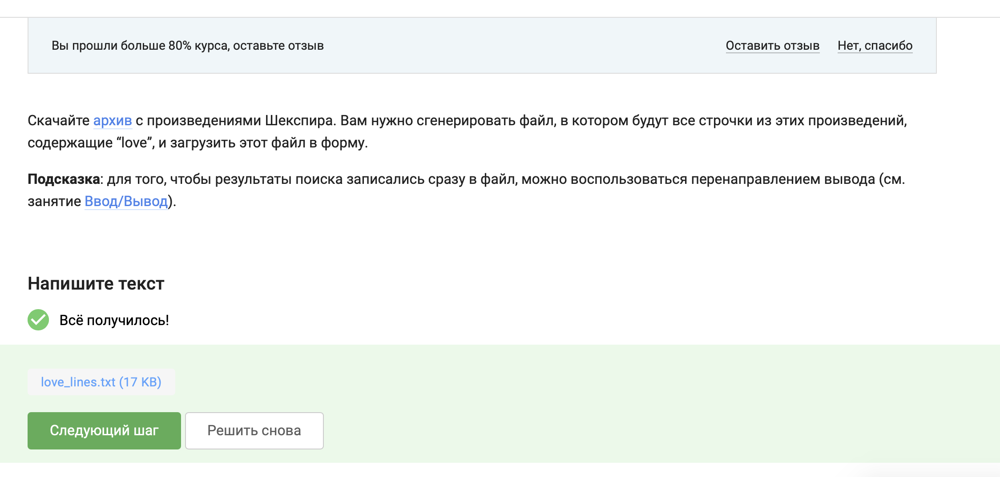 Вы прошли больше 80% курса, оставьте отзыв
Оставить отзыв
Нет, спасибо
Скачайте архив с произведениями Шекспира. Вам нужно сгенерировать файл, в котором будут все строчки из этих произведений,
содержащие “love”, и загрузить этот файл в форму.
Подсказка: для того, чтобы результаты поиска записались сразу в файл, можно воспользоваться перенаправлением вывода (см.
занятие Ввод/Вывод).
Напишите текст
Всё получилось!
love_lines.txt (17 KB)
Следующий шаг
Решить снова